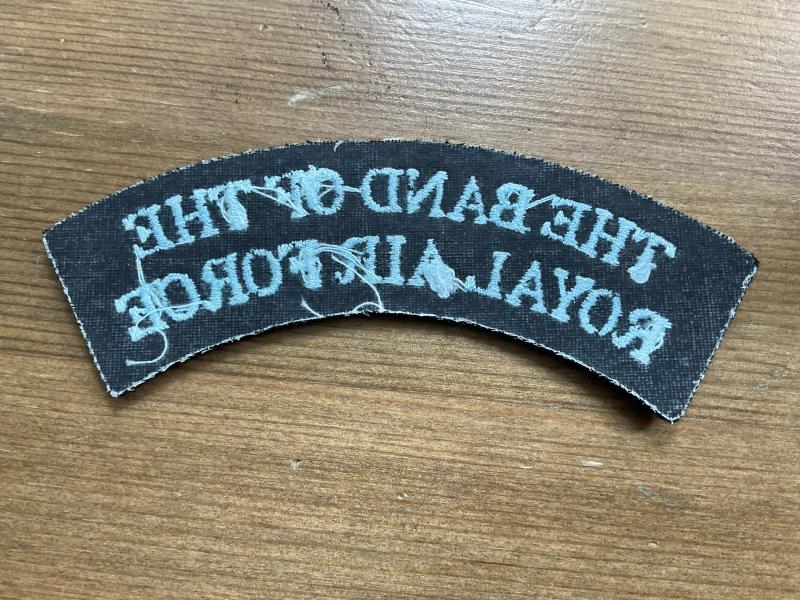 THE BAND OF THE
ROYAL AIR FORCE